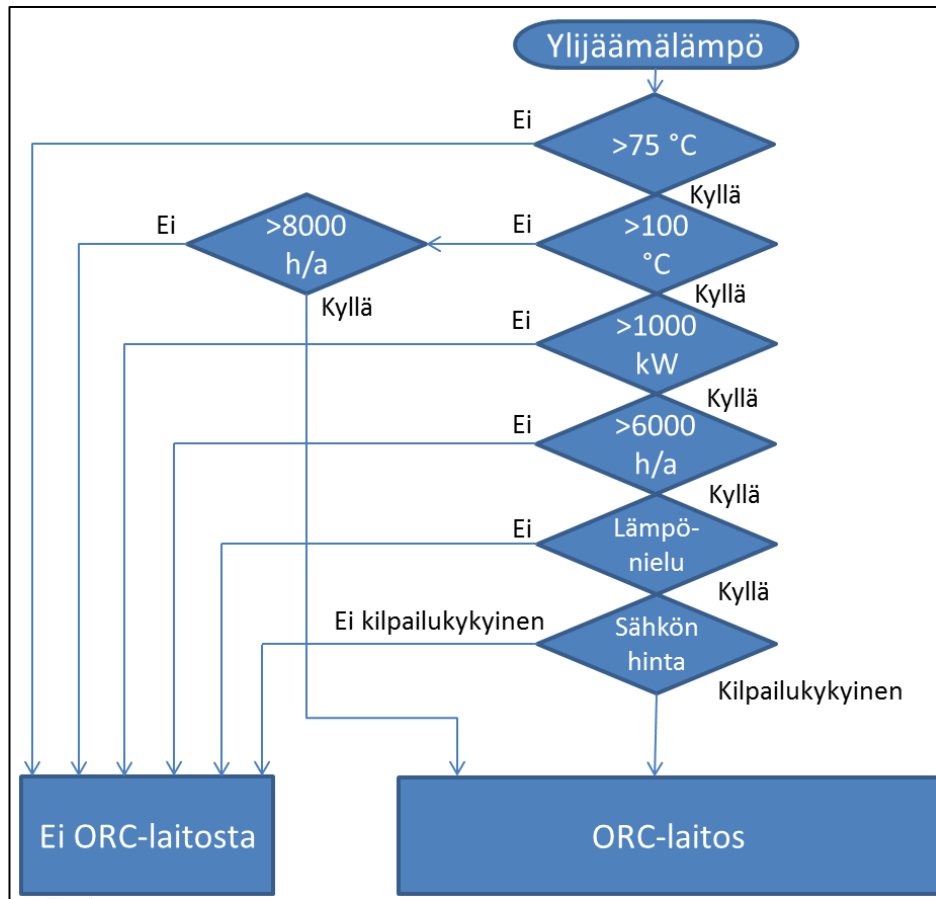 Ylijäämälämpö
Ei
>75 °C
Kyllä
Ei
>8000
h/a
Kyllä
Ei
>100
°C
Kyllä
Ei
>1000
kW
Kyllä
Ei
>6000
h/a
Kyllä
Ei
Lämpö-
nielu
Kyllä
Ei kilpailukykyinen
Sähkön
hinta
Kilpailukykyinen
Ei ORC-laitosta
ORC-laitos